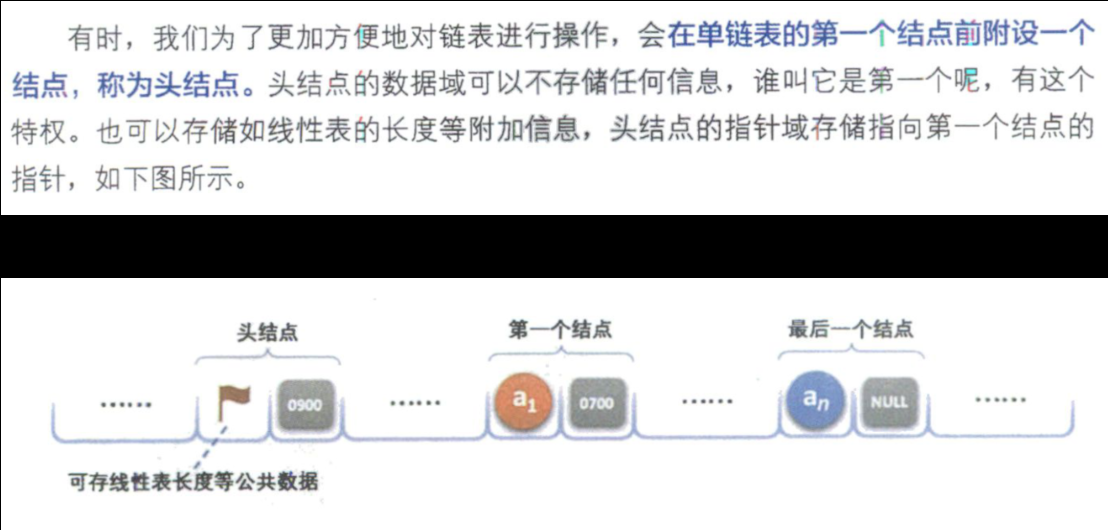 有时，我们为了更加方便地对链表进行操作，会在单链表的第一个结点前附设一个
结点，称为头结点。头结点的数据域可以不存储任何信息，谁叫它是第一个呢，有这个
特权。也可以存储如线性表的长度等附加信息，头结点的指针域存储指向第一个结点的
指针，如下图所示。
头结点 第一个结点 最后一个结点
…… 0900 …… a₁ 0700 …… aₙ NULL ……
可存线性表长度等公共数据